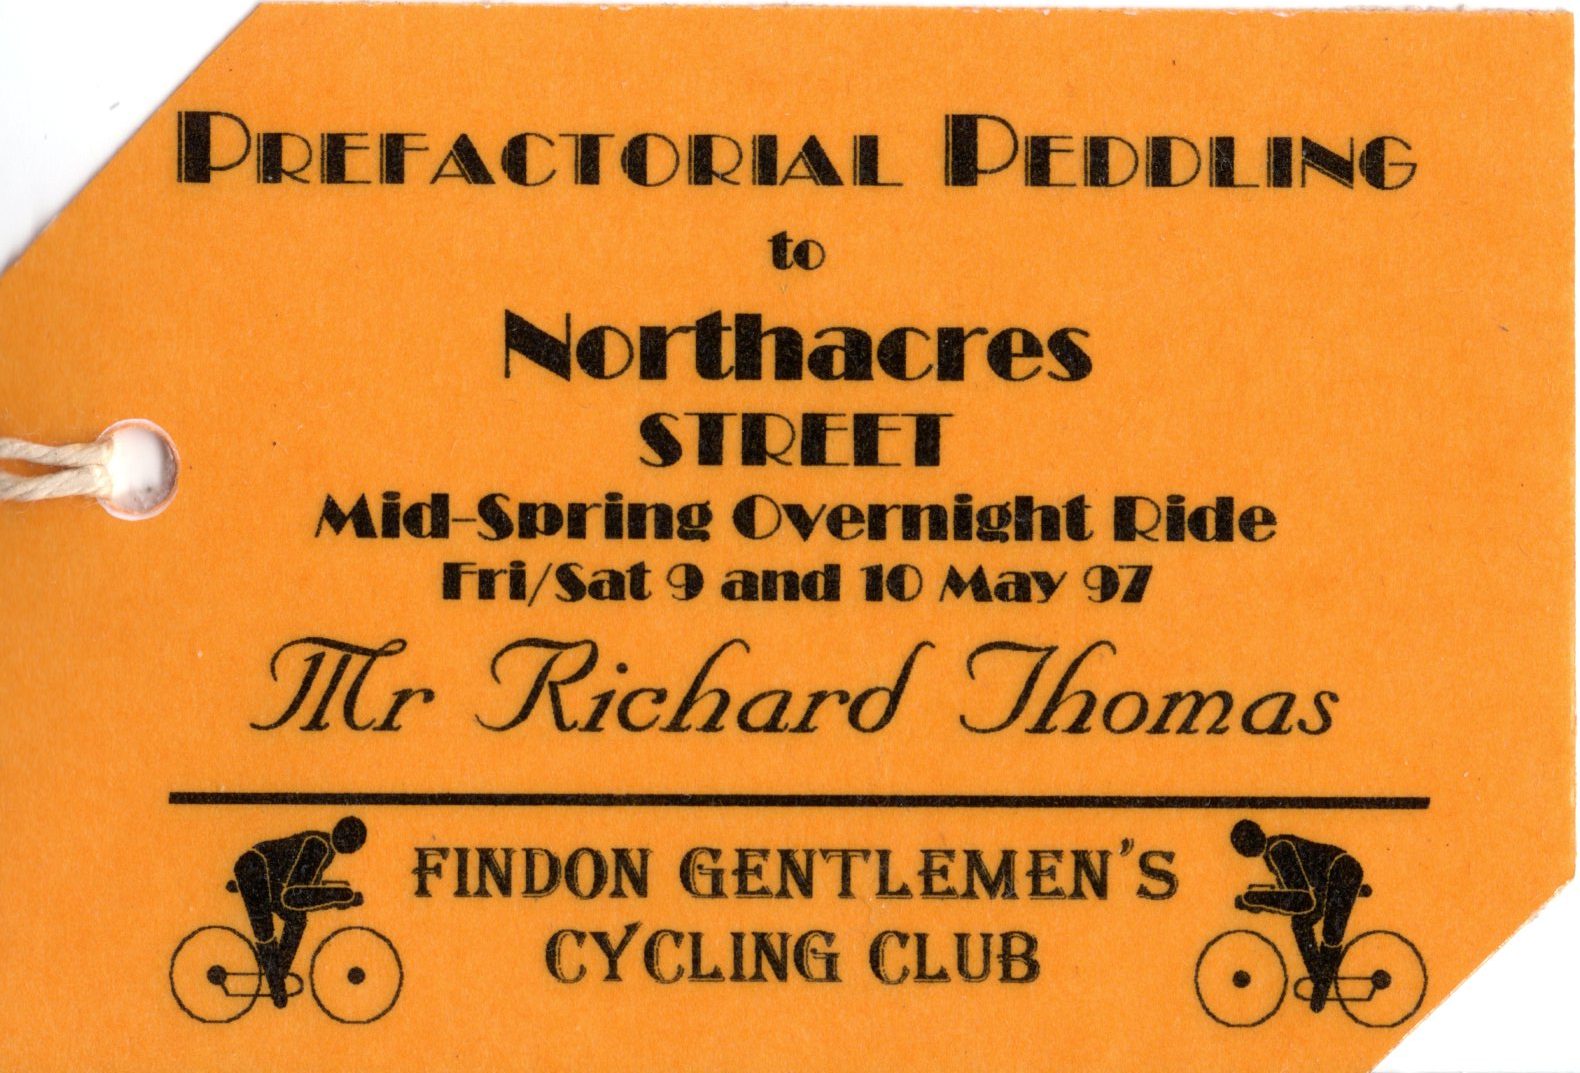 PREFACTORIAL PEDDLING
to
Northacres
STREET
Mid-Spring Overnight Ride
Fri/Sat 9 and 10 May 97
Mr Richard Thomas
FINDON GENTLEMEN'S
CYCLING CLUB